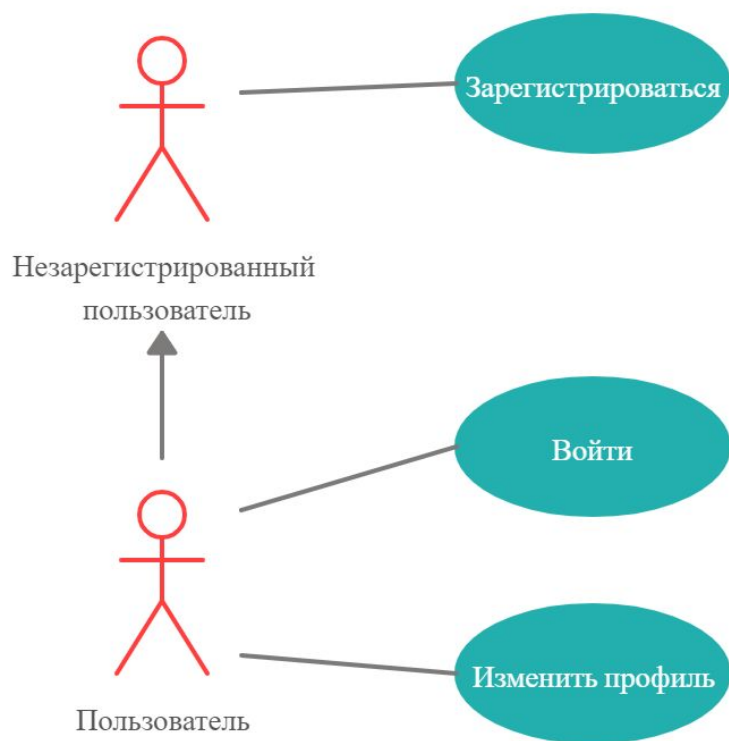 Зарегистрироваться
Незарегистрированный
пользователь
Войти
Изменить профиль
Пользователь